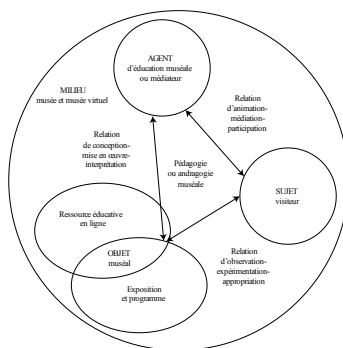 AGENT
d'éducation muséale
ou médiateur
MILIEU
musée et musée virtuel
Relation
d'animation-
médiation-
participation
Relation
de conception-
mise en œuvre-
interprétation
Pédagogie
ou andragogie
muséale
SUJET
visiteur
Ressource éducative
en ligne
OBJET
muséal
Relation
d'observation-
expérimentation-
appropriation
Exposition
et programme